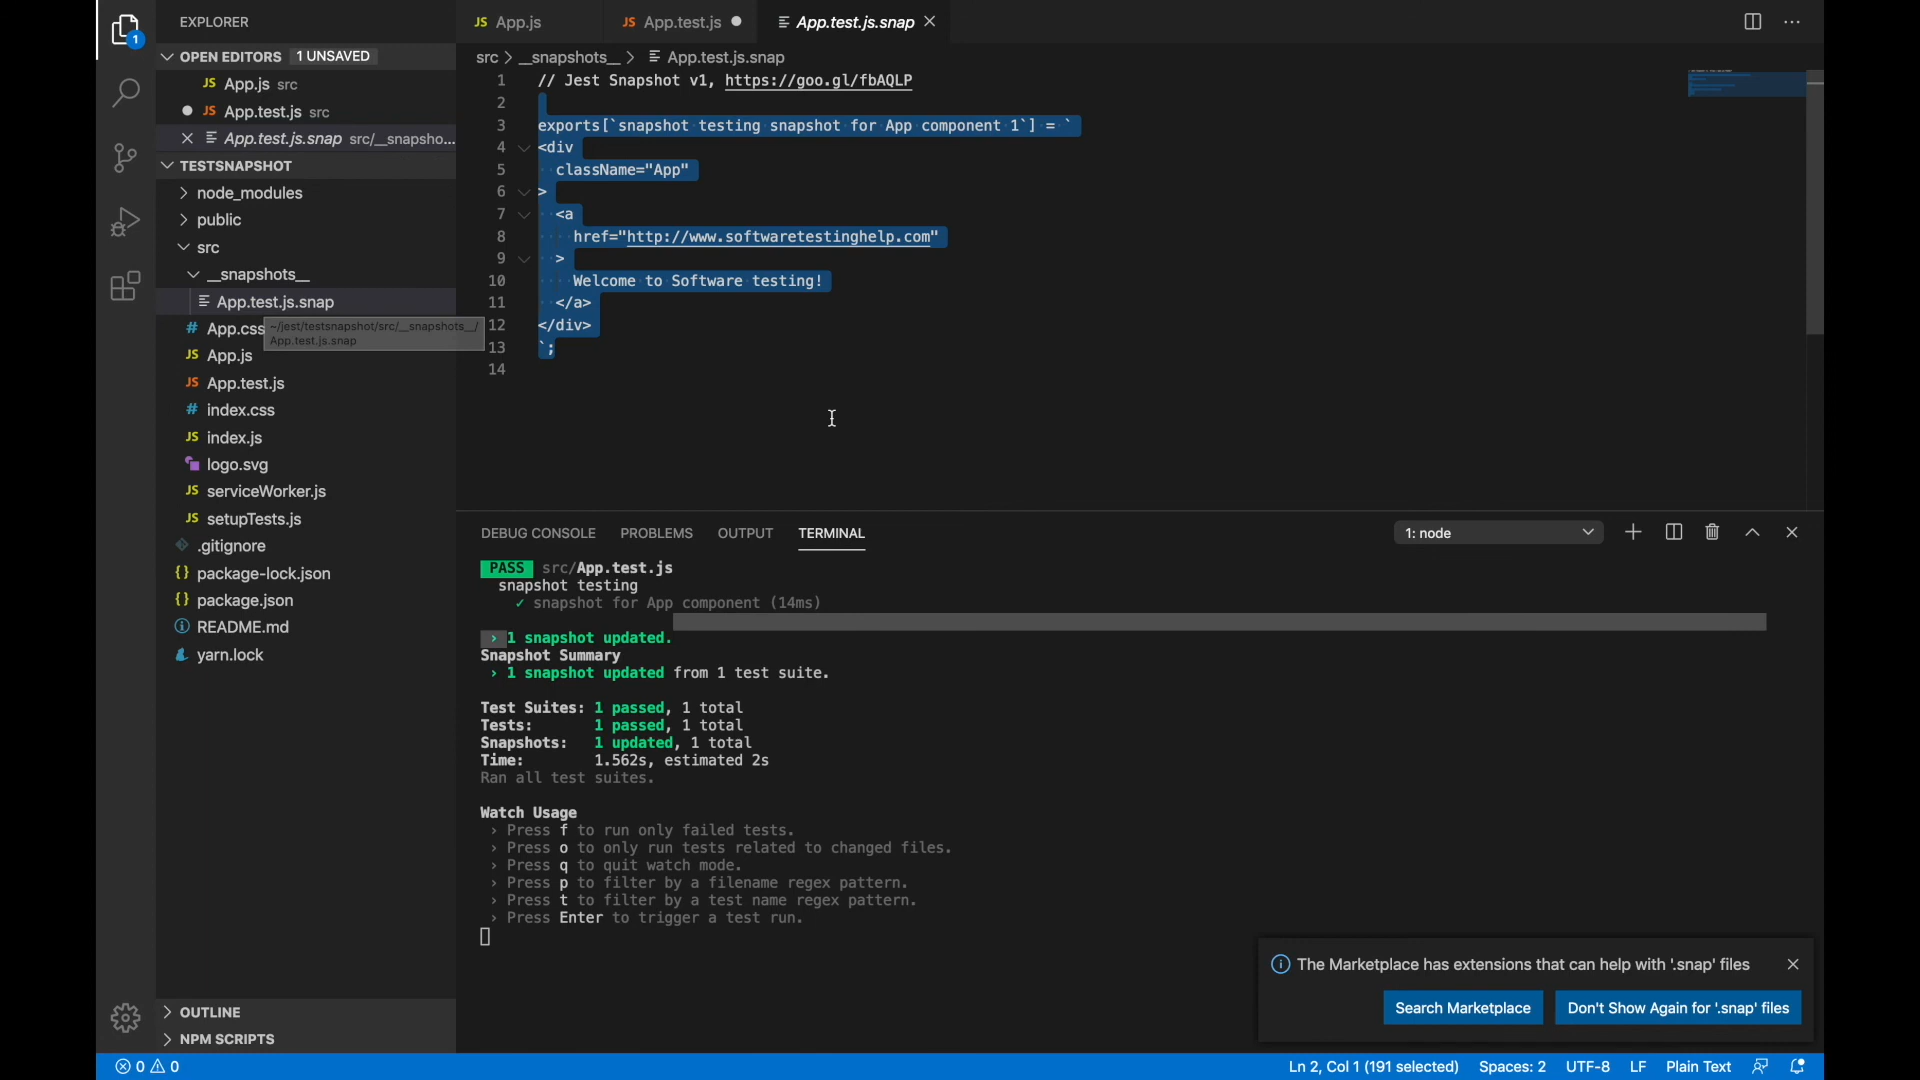 EXPLORER
OPEN EDITORS 1 UNSAVED
JS App.js src
JS App.test.js src
App.test.js.snap src/__snapsho...
TESTSNAPSHOT
node_modules
public
src
__snapshots__
App.test.js.snap
# App.css
~/jest/testsnapshot/src/__snapshots__/
App.test.js.snap
JS App.js
JS App.test.js
# index.css
JS index.js
logo.svg
JS serviceWorker.js
JS setupTests.js
.gitignore
{} package-lock.json
{} package.json
README.md
yarn.lock
OUTLINE
NPM SCRIPTS
1
JS App.js
JS App.test.js
App.test.js.snap
src > __snapshots__ > App.test.js.snap
1 // Jest Snapshot v1, https://goo.gl/fbAQLP
2
3 exports[`snapshot testing snapshot for App component 1`] = `
4 <div
5 className="App"
6 >
7 <a
8 href="http://www.softwaretestinghelp.com"
9 >
10 Welcome to Software testing!
11 </a>
12 </div>
13 `;
14
DEBUG CONSOLE PROBLEMS OUTPUT TERMINAL
1: node
PASS src/App.test.js
snapshot testing
✓ snapshot for App component (14ms)
› 1 snapshot updated.
Snapshot Summary
› 1 snapshot updated from 1 test suite.
Test Suites: 1 passed, 1 total
Tests: 1 passed, 1 total
Snapshots: 1 updated, 1 total
Time: 1.562s, estimated 2s
Ran all test suites.
Watch Usage
› Press f to run only failed tests.
› Press o to only run tests related to changed files.
› Press q to quit watch mode.
› Press p to filter by a filename regex pattern.
› Press t to filter by a test name regex pattern.
› Press Enter to trigger a test run.
The Marketplace has extensions that can help with '.snap' files
Search Marketplace
Don't Show Again for '.snap' files
0 0
Ln 2, Col 1 (191 selected) Spaces: 2 UTF-8 LF Plain Text